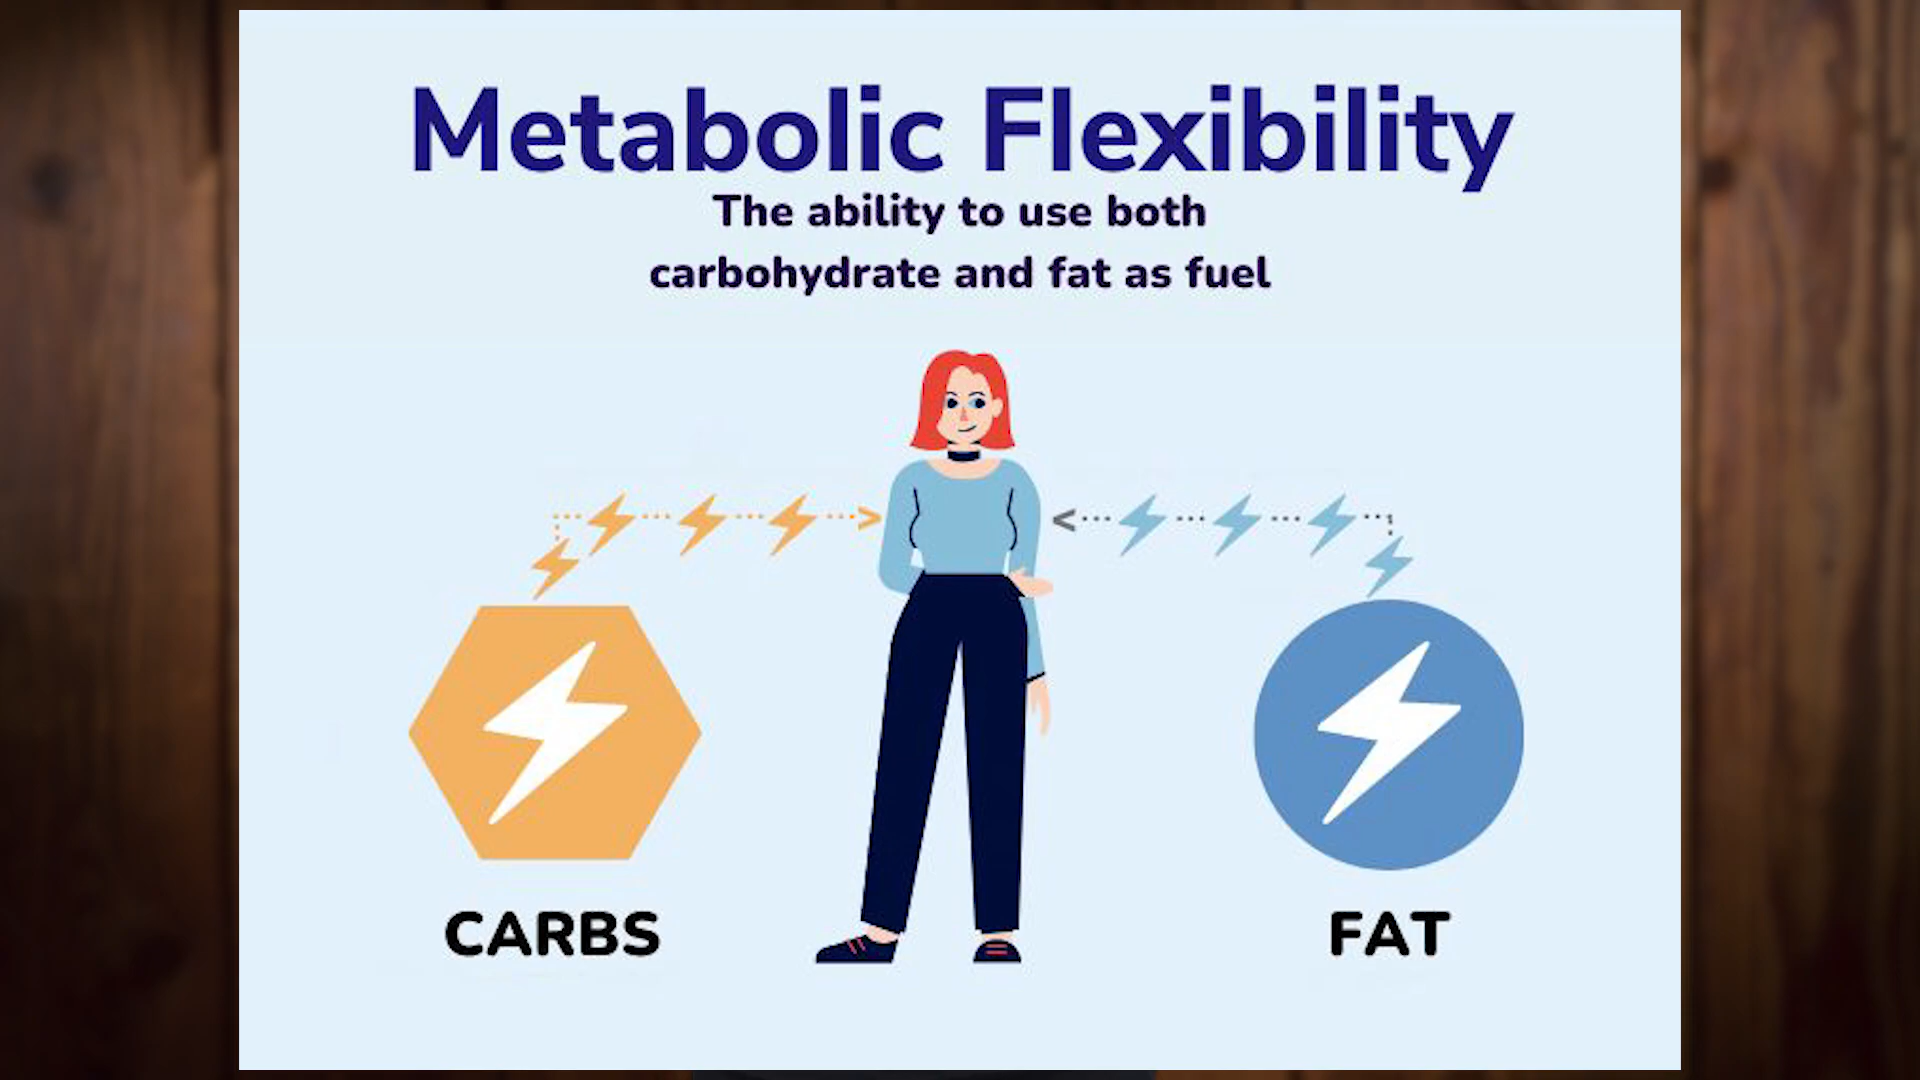 Metabolic Flexibility
The ability to use both
carbohydrate and fat as fuel
CARBS
FAT